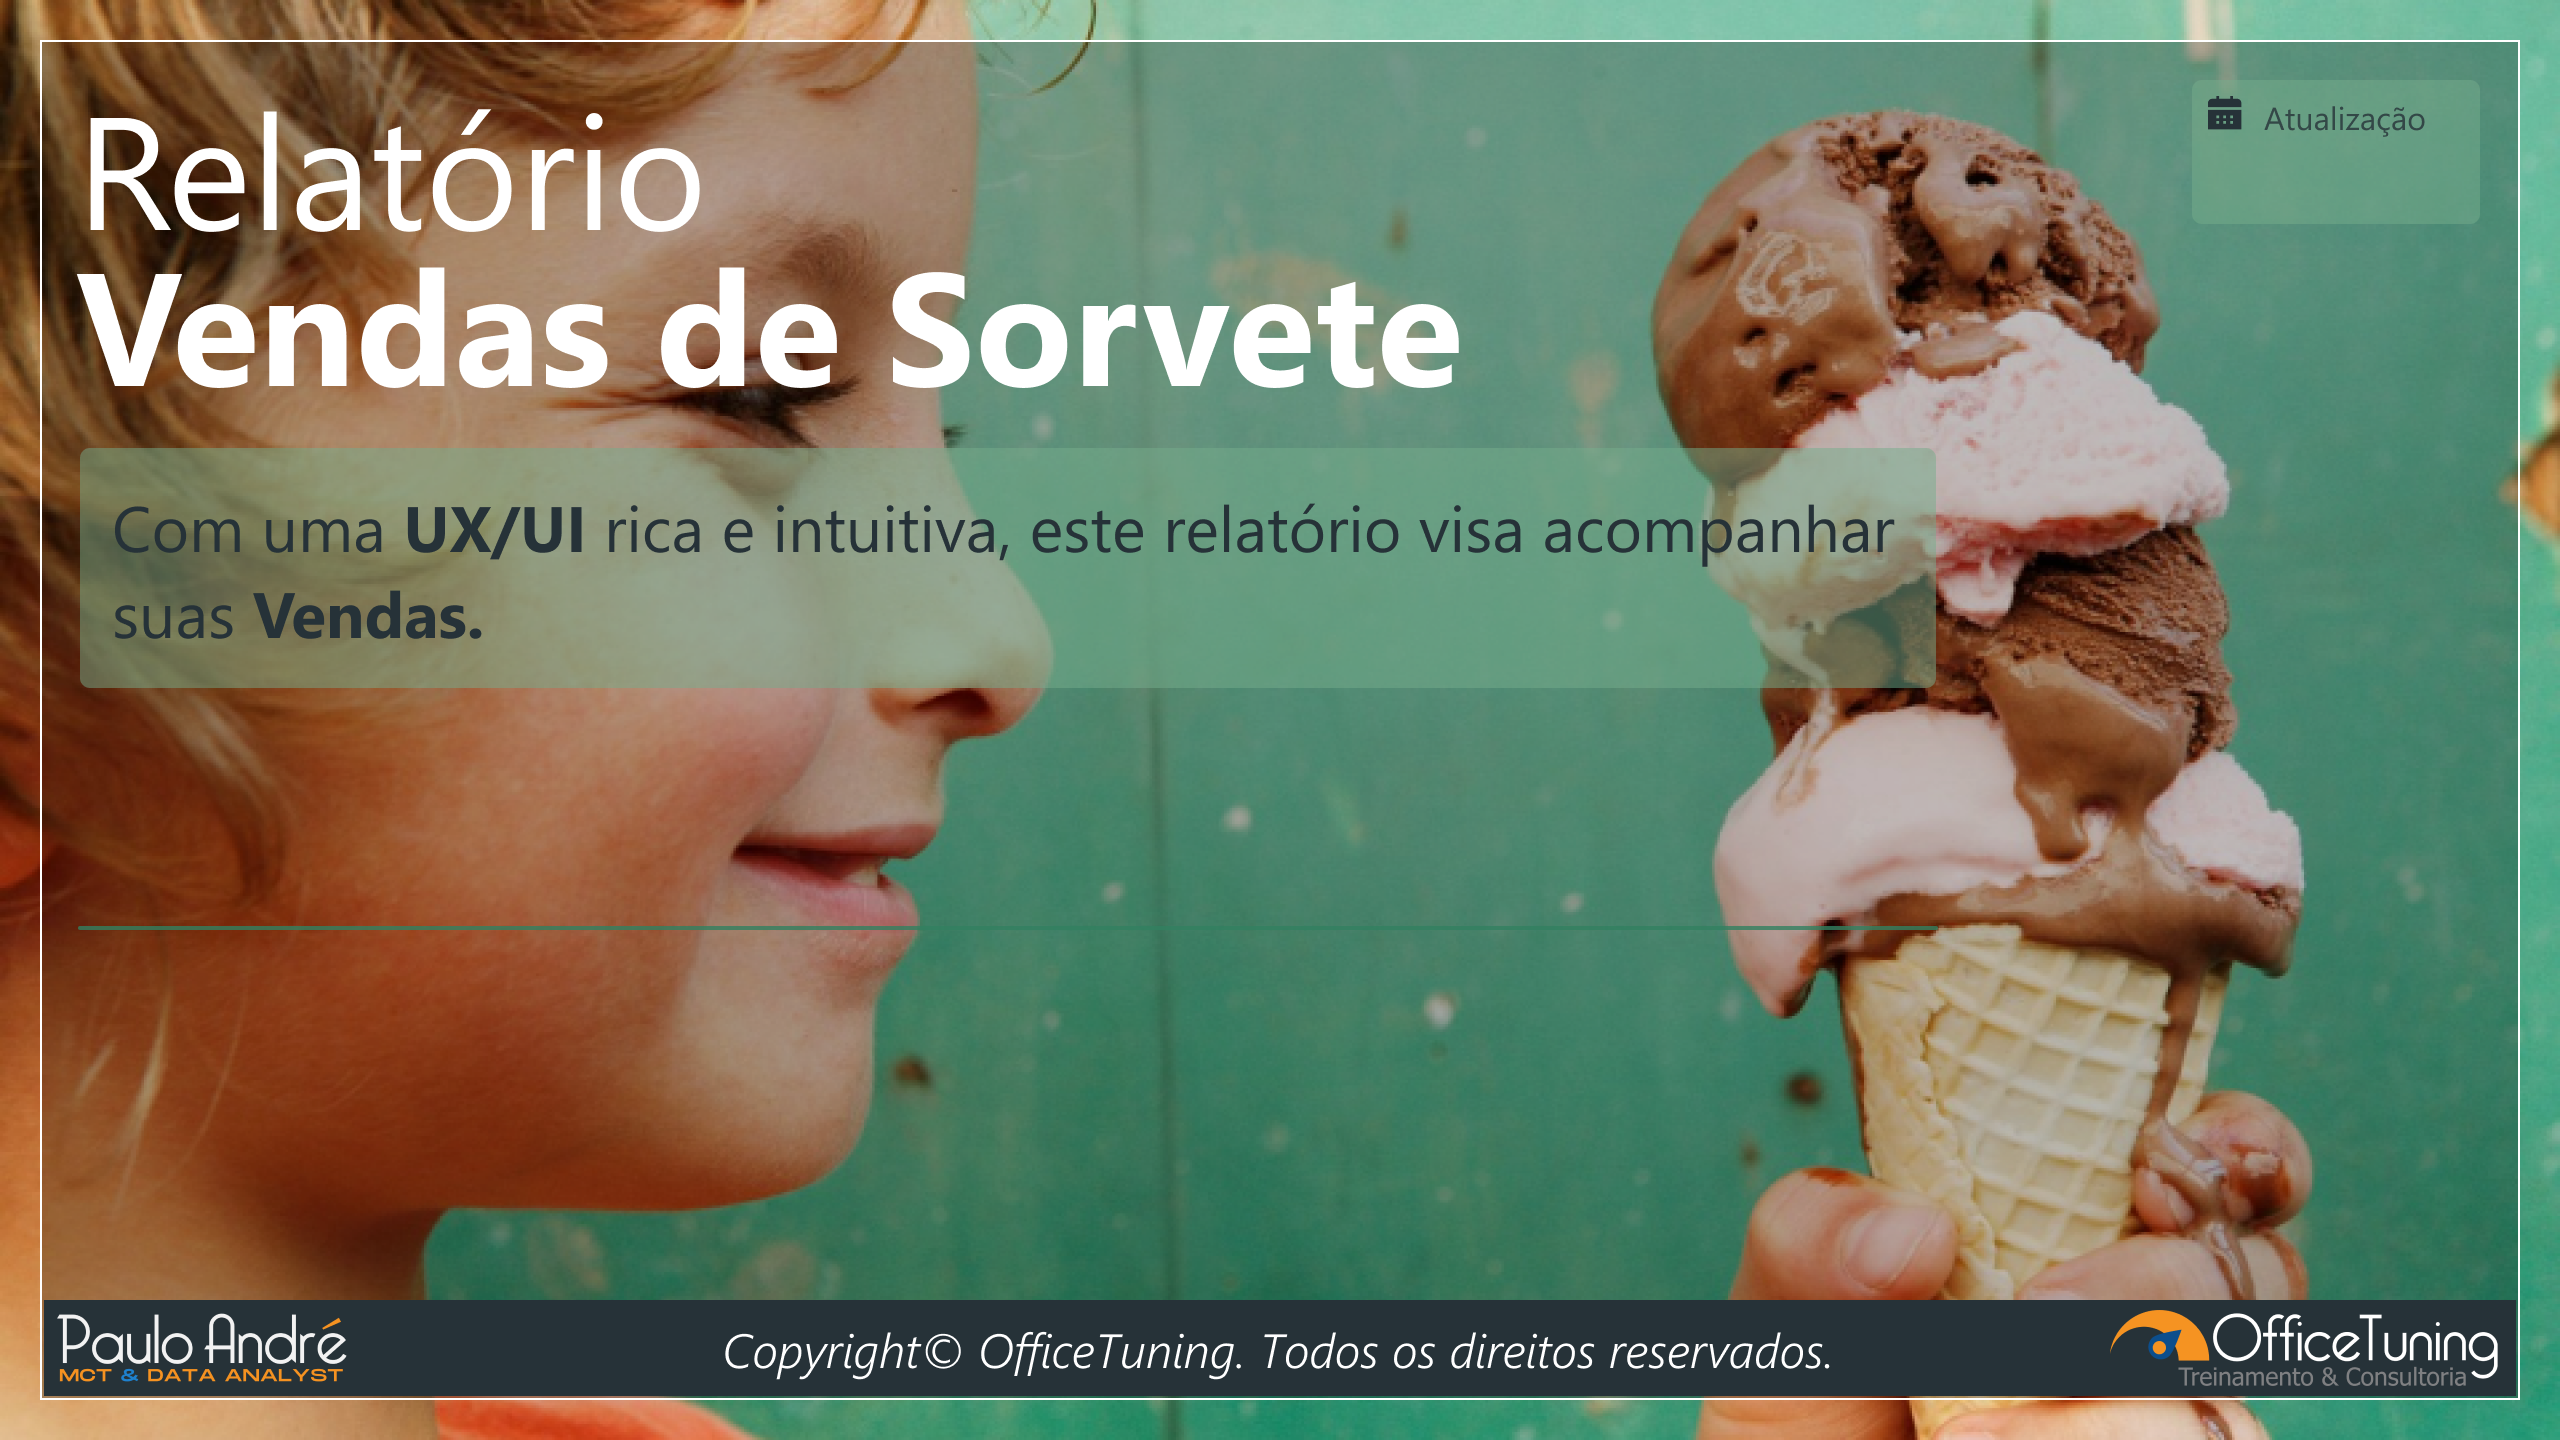 Relatório
Vendas de Sorvete
Atualização
Com uma UX/UI rica e intuitiva, este relatório visa acompanhar
suas Vendas.
Paulo André
MCT & DATA ANALYST
Copyright© OfficeTuning. Todos os direitos reservados.
OfficeTuning
Treinamento & Consultoria